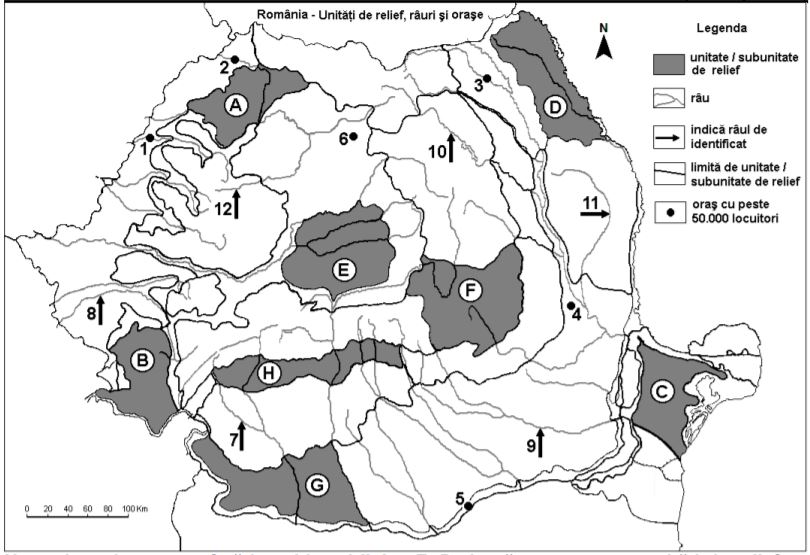 România - Unități de relief, râuri și orașe
N
Legenda
unitate / subunitate
de relief
râu
indică râul de
identificat
limită de unitate /
subunitate de relief
oraș cu peste
50.000 locuitori
2
A
3
D
1
6
10
12
11
E
F
8
4
B
H
C
7
9
G
5
0 20 40 60 80 100 Km